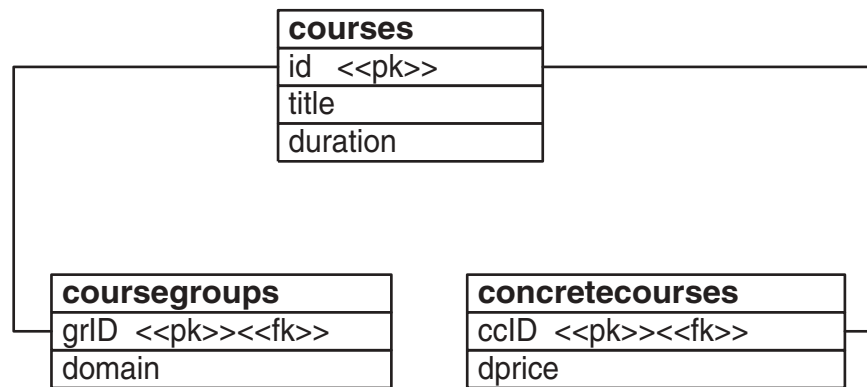 courses
id <<pk>>
title
duration
coursegroups
grID <<pk>><<fk>>
domain
concretecourses
ccID <<pk>><<fk>>
dprice